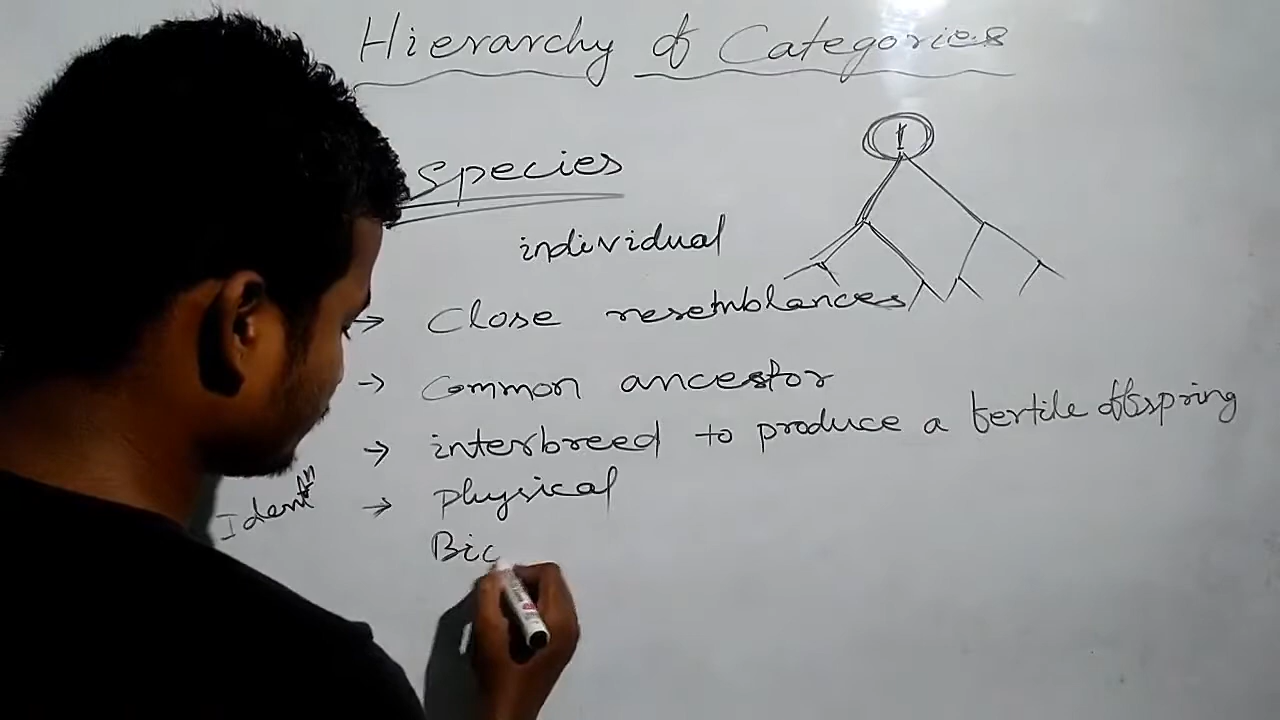 Hierarchy of Categories
Species
individual
→ Close resemblances
→ Common ancestor
→ interbreed to produce a fertile offspring
Identⁿ → Physical
Bio